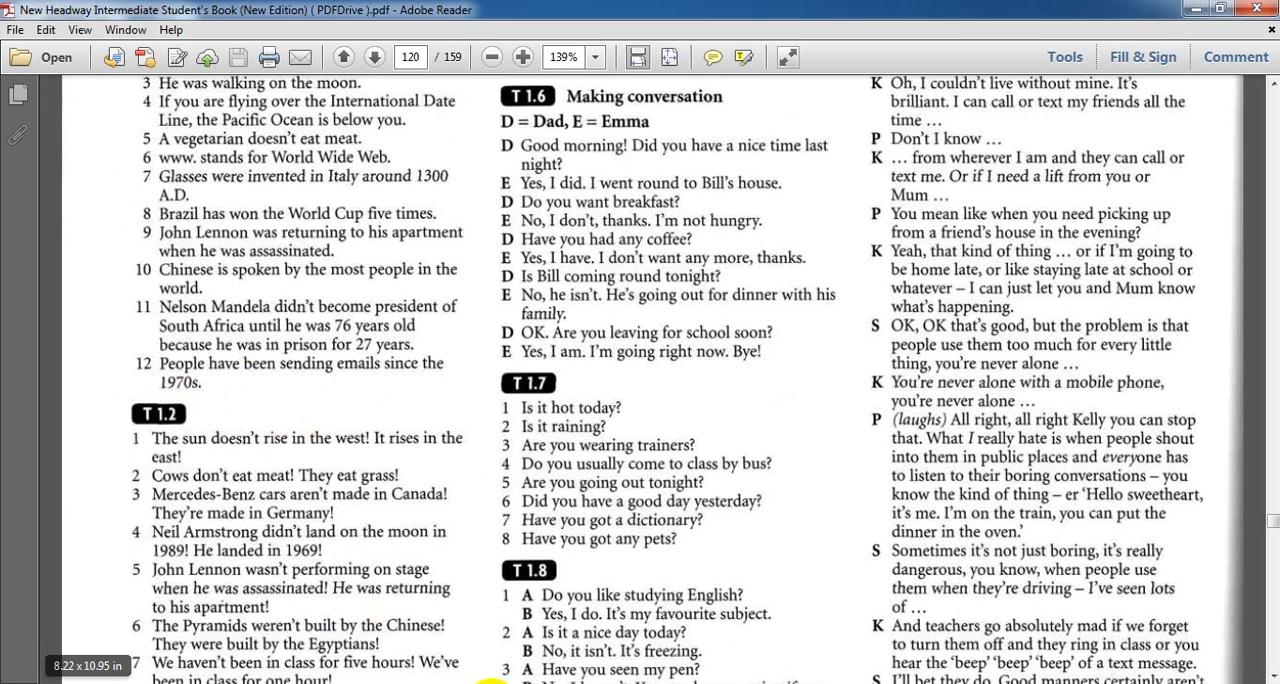 New Headway Intermediate Student's Book (New Edition) ( PDFDrive ).pdf - Adobe Reader
File Edit View Window Help
Open
120 / 159
139%
Tools Fill & Sign Comment
3 He was walking on the moon.
4 If you are flying over the International Date
Line, the Pacific Ocean is below you.
5 A vegetarian doesn't eat meat.
6 www. stands for World Wide Web.
7 Glasses were invented in Italy around 1300
A.D.
8 Brazil has won the World Cup five times.
9 John Lennon was returning to his apartment
when he was assassinated.
10 Chinese is spoken by the most people in the
world.
11 Nelson Mandela didn't become president of
South Africa until he was 76 years old
because he was in prison for 27 years.
12 People have been sending emails since the
1970s.
T 1.2
1 The sun doesn't rise in the west! It rises in the
east!
2 Cows don't eat meat! They eat grass!
3 Mercedes-Benz cars aren't made in Canada!
They're made in Germany!
4 Neil Armstrong didn't land on the moon in
1989! He landed in 1969!
5 John Lennon wasn't performing on stage
when he was assassinated! He was returning
to his apartment!
6 The Pyramids weren't built by the Chinese!
They were built by the Egyptians!
7 We haven't been in class for five hours! We've
been in class for one hour!
8.22 x 10.95 in
T 1.6 Making conversation
D = Dad, E = Emma
D Good morning! Did you have a nice time last
night?
E Yes, I did. I went round to Bill's house.
D Do you want breakfast?
E No, I don't, thanks. I'm not hungry.
D Have you had any coffee?
E Yes, I have. I don't want any more, thanks.
D Is Bill coming round tonight?
E No, he isn't. He's going out for dinner with his
family.
D OK. Are you leaving for school soon?
E Yes, I am. I'm going right now. Bye!
T 1.7
1 Is it hot today?
2 Is it raining?
3 Are you wearing trainers?
4 Do you usually come to class by bus?
5 Are you going out tonight?
6 Did you have a good day yesterday?
7 Have you got a dictionary?
8 Have you got any pets?
T 1.8
1 A Do you like studying English?
B Yes, I do. It's my favourite subject.
2 A Is it a nice day today?
B No, it isn't. It's freezing.
3 A Have you seen my pen?
K Oh, I couldn't live without mine. It's
brilliant. I can call or text my friends all the
time …
P Don't I know …
K … from wherever I am and they can call or
text me. Or if I need a lift from you or
Mum …
P You mean like when you need picking up
from a friend's house in the evening?
K Yeah, that kind of thing … or if I'm going to
be home late, or like staying late at school or
whatever – I can just let you and Mum know
what's happening.
S OK, OK that's good, but the problem is that
people use them too much for every little
thing, you're never alone …
K You're never alone with a mobile phone,
you're never alone …
P (laughs) All right, all right Kelly you can stop
that. What I really hate is when people shout
into them in public places and everyone has
to listen to their boring conversations – you
know the kind of thing – er 'Hello sweetheart,
it's me. I'm on the train, you can put the
dinner in the oven.'
S Sometimes it's not just boring, it's really
dangerous, you know, when people use
them when they're driving – I've seen lots
of …
K And teachers go absolutely mad if we forget
to turn them off and they ring in class or you
hear the 'beep' 'beep' 'beep' of a text message.
S I'll bet they do. Good manners certainly aren't